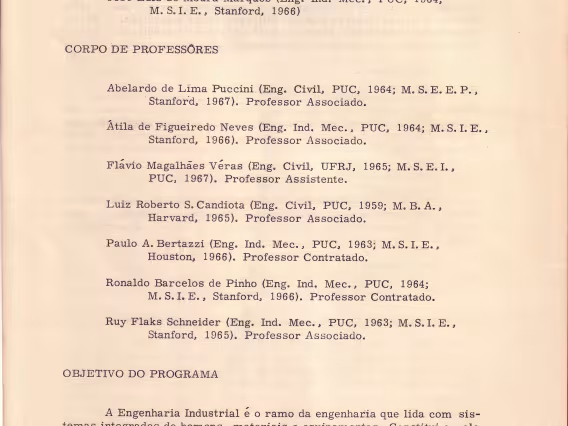 M. S. I. E., Stanford, 1966)
CORPO DE PROFESSÔRES
Abelardo de Lima Puccini (Eng. Civil, PUC, 1964; M. S. E. E. P.,
Stanford, 1967). Professor Associado.
Átila de Figueiredo Neves (Eng. Ind. Mec., PUC, 1964; M. S. I. E.,
Stanford, 1966). Professor Associado.
Flávio Magalhães Véras (Eng. Civil, UFRJ, 1965; M. S. E. I.,
PUC, 1967). Professor Assistente.
Luiz Roberto S. Candiota (Eng. Civil, PUC, 1959; M. B. A.,
Harvard, 1965). Professor Associado.
Paulo A. Bertazzi (Eng. Ind. Mec., PUC, 1963; M. S. I. E.,
Houston, 1966). Professor Contratado.
Ronaldo Barcelos de Pinho (Eng. Ind. Mec., PUC, 1964;
M. S. I. E., Stanford, 1966). Professor Contratado.
Ruy Flaks Schneider (Eng. Ind. Mec., PUC, 1963; M. S. I. E.,
Stanford, 1965). Professor Associado.
OBJETIVO DO PROGRAMA
A Engenharia Industrial é o ramo da engenharia que lida com sis-